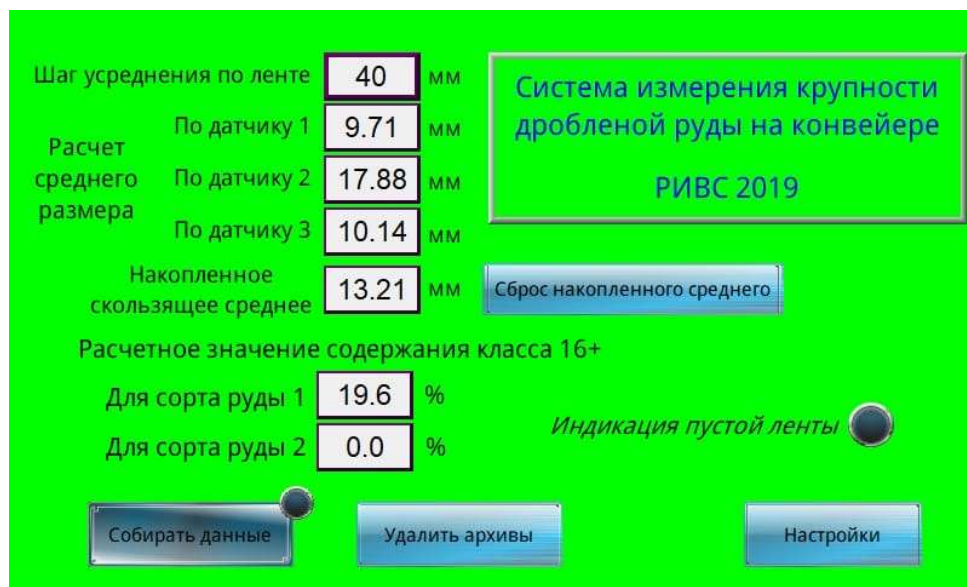 Шаг усреднения по ленте 40 мм
Система измерения крупности
дробленой руды на конвейере
РИВС 2019
Расчет
среднего
размера
По датчику 1 9.71 мм
По датчику 2 17.88 мм
По датчику 3 10.14 мм
Накопленное
скользящее среднее 13.21 мм
Сброс накопленного среднего
Расчетное значение содержания класса 16+
Для сорта руды 1 19.6 %
Для сорта руды 2 0.0 %
Индикация пустой ленты
Собирать данные
Удалить архивы
Настройки